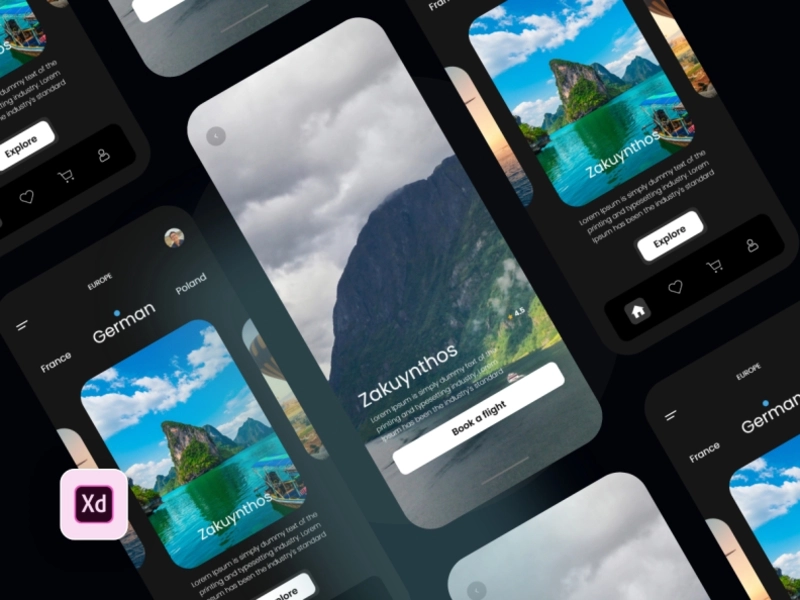 Explore
EUROPE
France
German
Poland
Zakuynthos
Lorem Ipsum is simply dummy text of the
printing and typesetting industry. Lorem
Ipsum has been the industry's standard
Xd
4.5
Zakuynthos
Lorem Ipsum is simply dummy text of the
printing and typesetting industry. Lorem
Ipsum has been the industry's standard
Book a flight
Zakuynthos
Lorem Ipsum is simply dummy text of the
printing and typesetting industry. Lorem
Ipsum has been the industry's standard
Explore
EUROPE
France
German